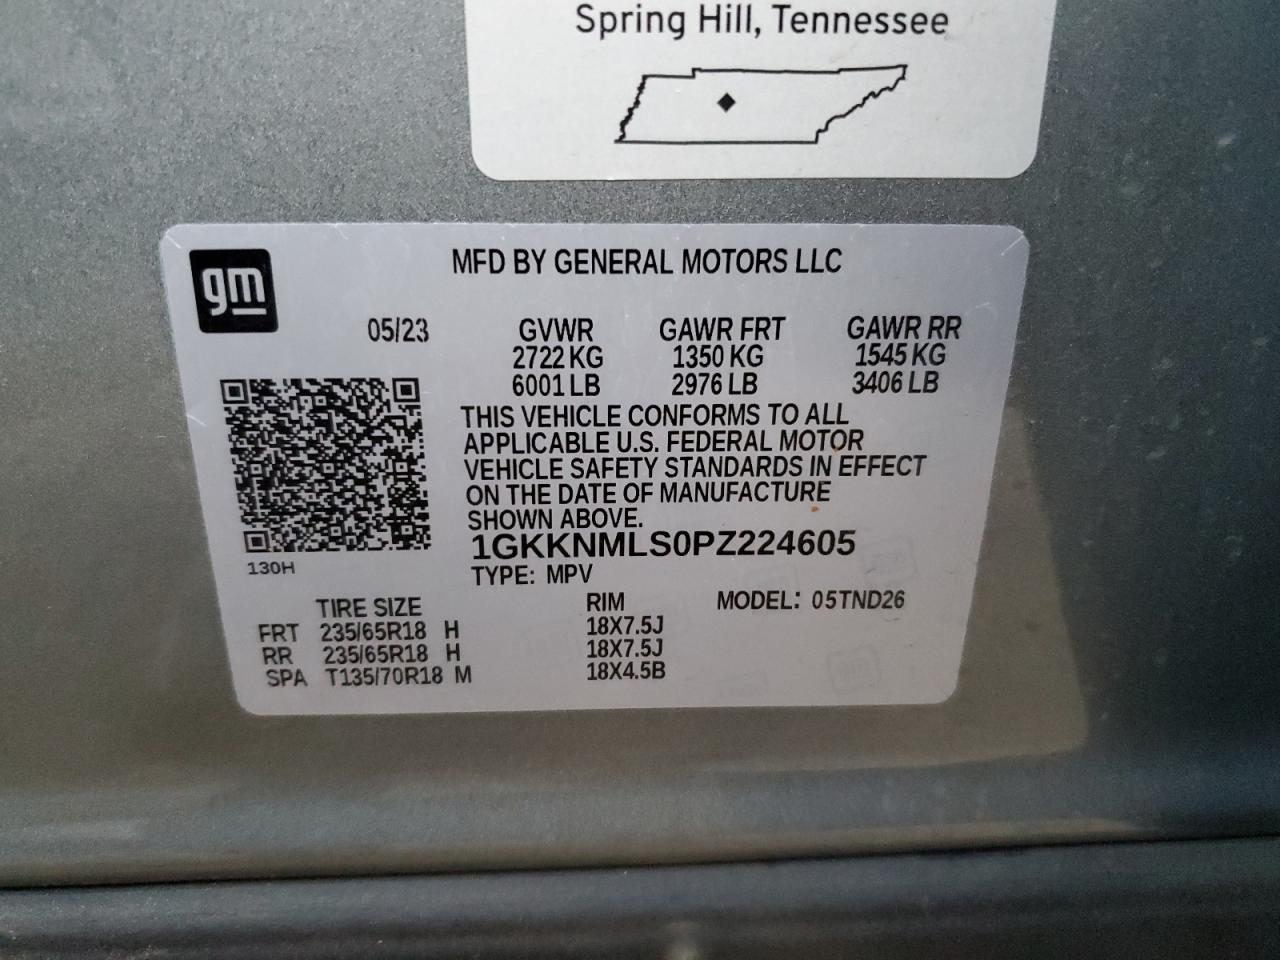 Spring Hill, Tennessee
gm
MFD BY GENERAL MOTORS LLC
05/23 GVWR GAWR FRT GAWR RR
2722 KG 1350 KG 1545 KG
6001 LB 2976 LB 3406 LB
THIS VEHICLE CONFORMS TO ALL
APPLICABLE U.S. FEDERAL MOTOR
VEHICLE SAFETY STANDARDS IN EFFECT
ON THE DATE OF MANUFACTURE
SHOWN ABOVE.
1GKKNMLS0PZ224605
130H
TYPE: MPV
TIRE SIZE RIM MODEL: 05TND26
FRT 235/65R18 H 18X7.5J
RR 235/65R18 H 18X7.5J
SPA T135/70R18 M 18X4.5B